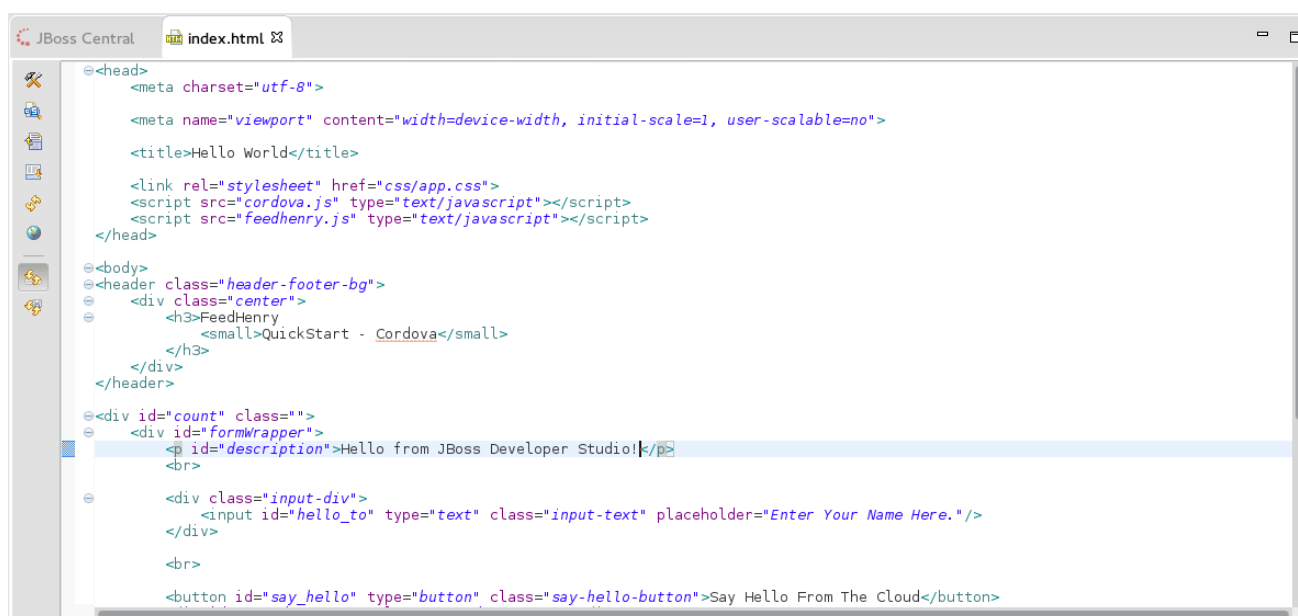 JBoss Central index.html
<head>
<meta charset="utf-8">
<meta name="viewport" content="width=device-width, initial-scale=1, user-scalable=no">
<title>Hello World</title>
<link rel="stylesheet" href="css/app.css">
<script src="cordova.js" type="text/javascript"></script>
<script src="feedhenry.js" type="text/javascript"></script>
</head>
<body>
<header class="header-footer-bg">
<div class="center">
<h3>FeedHenry
<small>QuickStart - Cordova</small>
</h3>
</div>
</header>
<div id="count" class="">
<div id="formWrapper">
<p id="description">Hello from JBoss Developer Studio!</p>
<br>
<div class="input-div">
<input id="hello_to" type="text" class="input-text" placeholder="Enter Your Name Here."/>
</div>
<br>
<button id="say_hello" type="button" class="say-hello-button">Say Hello From The Cloud</button>